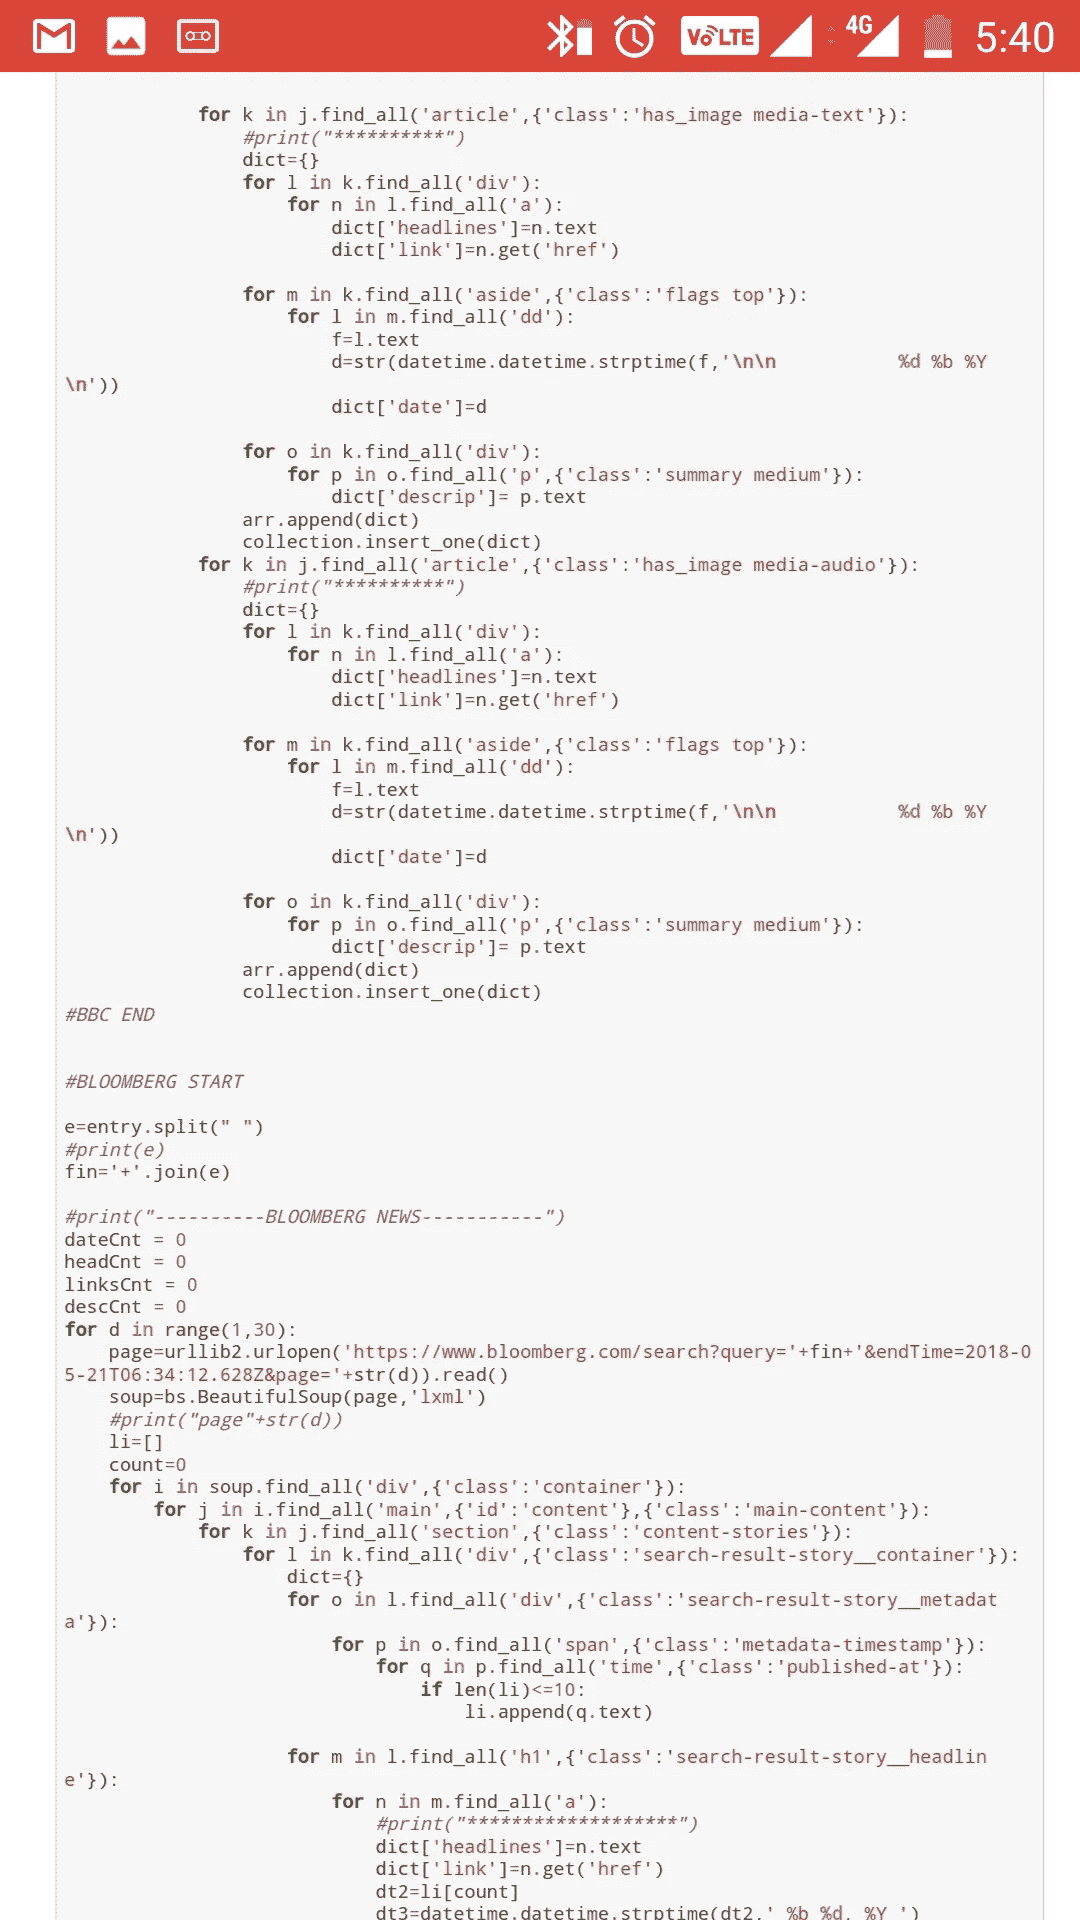 VoLTE 4G 5:40
for k in j.find_all('article',{'class':'has_image media-text'}):
#print("**********")
dict={}
for l in k.find_all('div'):
for n in l.find_all('a'):
dict['headlines']=n.text
dict['link']=n.get('href')
for m in k.find_all('aside',{'class':'flags top'}):
for l in m.find_all('dd'):
f=l.text
d=str(datetime.datetime.strptime(f,'\n\n           %d %b %Y
\n'))
dict['date']=d
for o in k.find_all('div'):
for p in o.find_all('p',{'class':'summary medium'}):
dict['descrip']= p.text
arr.append(dict)
collection.insert_one(dict)
for k in j.find_all('article',{'class':'has_image media-audio'}):
#print("**********")
dict={}
for l in k.find_all('div'):
for n in l.find_all('a'):
dict['headlines']=n.text
dict['link']=n.get('href')
for m in k.find_all('aside',{'class':'flags top'}):
for l in m.find_all('dd'):
f=l.text
d=str(datetime.datetime.strptime(f,'\n\n           %d %b %Y
\n'))
dict['date']=d
for o in k.find_all('div'):
for p in o.find_all('p',{'class':'summary medium'}):
dict['descrip']= p.text
arr.append(dict)
collection.insert_one(dict)
#BBC END
#BLOOMBERG START
e=entry.split(" ")
#print(e)
fin='+'.join(e)
#print("----------BLOOMBERG NEWS-----------")
dateCnt = 0
headCnt = 0
linksCnt = 0
descCnt = 0
for d in range(1,30):
page=urllib2.urlopen('https://www.bloomberg.com/search?query='+fin+'&endTime=2018-0
5-21T06:34:12.628Z&page='+str(d)).read()
soup=bs.BeautifulSoup(page,'lxml')
#print("page"+str(d))
li=[]
count=0
for i in soup.find_all('div',{'class':'container'}):
for j in i.find_all('main',{'id':'content'},{'class':'main-content'}):
for k in j.find_all('section',{'class':'content-stories'}):
for l in k.find_all('div',{'class':'search-result-story__container'}):
dict={}
for o in l.find_all('div',{'class':'search-result-story__metadat
a'}):
for p in o.find_all('span',{'class':'metadata-timestamp'}):
for q in p.find_all('time',{'class':'published-at'}):
if len(li)<=10:
li.append(q.text)
for m in l.find_all('h1',{'class':'search-result-story__headlin
e'}):
for n in m.find_all('a'):
#print("*******************")
dict['headlines']=n.text
dict['link']=n.get('href')
dt2=li[count]
dt3=datetime.datetime.strptime(dt2,' %b %d, %Y ')